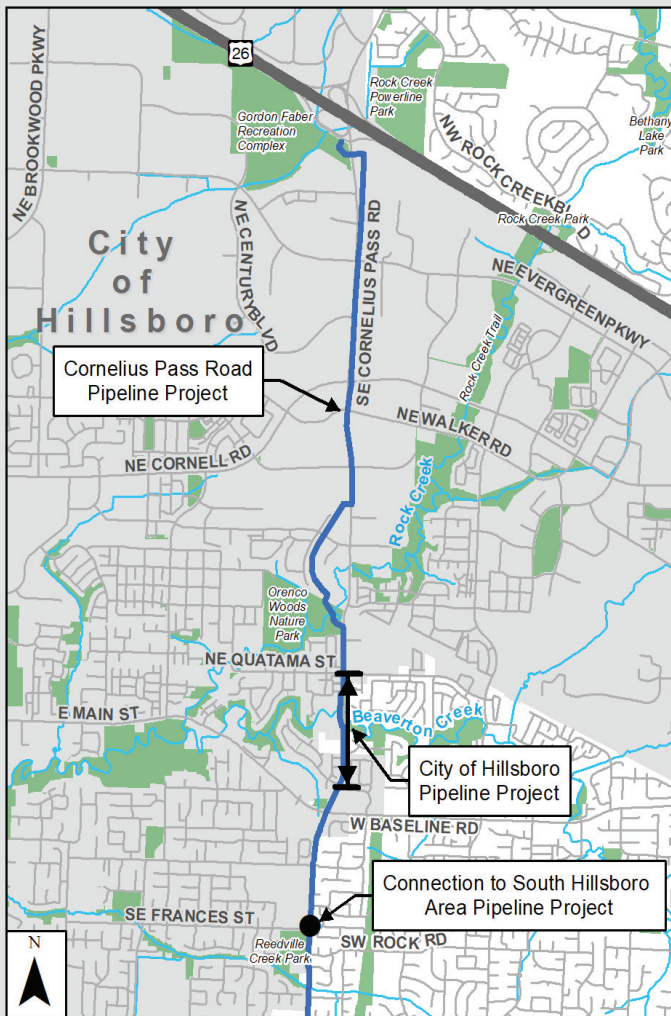 26
NE BROOKWOOD PKWY
Gordon Faber
Recreation
Complex
Rock Creek
Powerline
Park
Bethany
Lake
Park
NW ROCK CREEK BL D
Rock Creek Park
City
of
Hillsboro
NE CENTURY BLVD
SE CORNELIUS PASS RD
NE EVERGREEN PKWY
Rock Creek Trail
Cornelius Pass Road
Pipeline Project
NE WALKER RD
NE CORNELL RD
Rock Creek
Orenco
Woods
Nature
Park
NE QUATAMA ST
E MAIN ST
Beaverton Creek
City of Hillsboro
Pipeline Project
W BASELINE RD
Connection to South Hillsboro
Area Pipeline Project
SE FRANCES ST
Reedville
Creek Park
SW ROCK RD
N